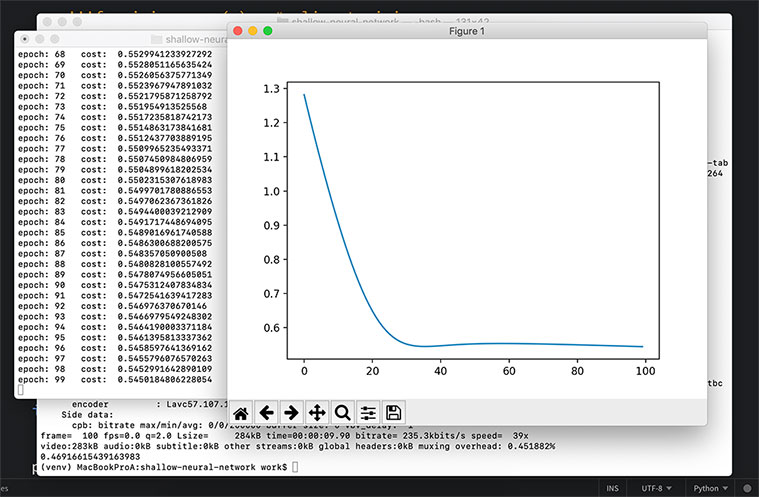 shallow-neural-network — -bash — 131×42
shallow-neur
Figure 1
epoch: 68 cost: 0.5529941233927292
epoch: 69 cost: 0.5528051165635424
epoch: 70 cost: 0.5526056375771349
epoch: 71 cost: 0.5523967947891032
epoch: 72 cost: 0.5521795871258792
epoch: 73 cost: 0.551954913525568
epoch: 74 cost: 0.5517235818742173
epoch: 75 cost: 0.5514863173841681
epoch: 76 cost: 0.5512437703889195
epoch: 77 cost: 0.5509965235493371
epoch: 78 cost: 0.5507450984806959
epoch: 79 cost: 0.5504899618202534
epoch: 80 cost: 0.5502315307618983
epoch: 81 cost: 0.5499701780886553
epoch: 82 cost: 0.5497062367361826
epoch: 83 cost: 0.5494400039212909
epoch: 84 cost: 0.5491717448694095
epoch: 85 cost: 0.5489016961740588
epoch: 86 cost: 0.5486300688200575
epoch: 87 cost: 0.548357050900508
epoch: 88 cost: 0.5480828100557492
epoch: 89 cost: 0.5478074956605051
epoch: 90 cost: 0.5475312407834834
epoch: 91 cost: 0.5472541639417283
epoch: 92 cost: 0.546976370670146
epoch: 93 cost: 0.5466979549248302
epoch: 94 cost: 0.5464190003371184
epoch: 95 cost: 0.5461395813337362
epoch: 96 cost: 0.5458597641369162
epoch: 97 cost: 0.5455796076570263
epoch: 98 cost: 0.5452991642890109
epoch: 99 cost: 0.5450184806228054
1.3
1.2
1.1
1.0
0.9
0.8
0.7
0.6
0 20 40 60 80 100
-tab
264
tbc
encoder : Lavc57.107.1
Side data:
cpb: bitrate max/min/avg: 0/0/200000 buffer size: 0 vbv_delay: -1
frame= 100 fps=0.0 q=2.0 Lsize= 284kB time=00:00:09.90 bitrate= 235.3kbits/s speed= 39x
video:283kB audio:0kB subtitle:0kB other streams:0kB global headers:0kB muxing overhead: 0.451882%
0.46916615439163983
(venv) MacBookProA:shallow-neural-network work$
es
INS UTF-8 Python